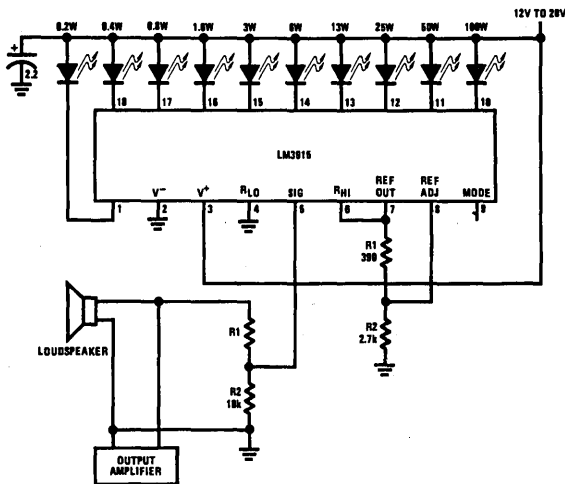 12V TO 20V
0.2W 0.4W 0.8W 1.6W 3W 6W 13W 25W 50W 100W
+
2.2
18 17 16 15 14 13 12 11 10
LM3915
V- V+ RLO SIG RHI REF OUT REF ADJ MODE
1 2 3 4 5 6 7 8 9
R1
390
R2
2.7k
LOUDSPEAKER
R1
R2
10k
OUTPUT
AMPLIFIER